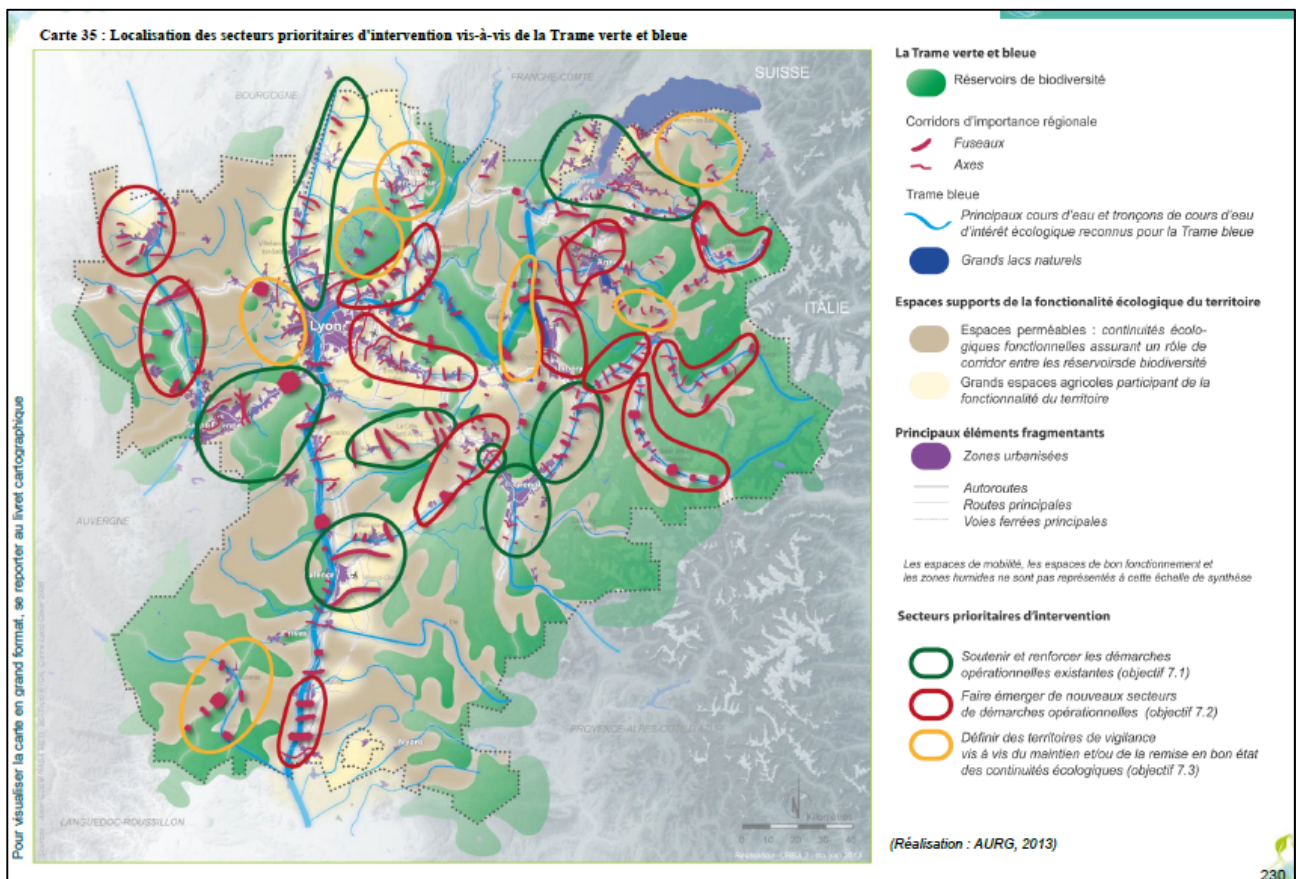 Carte 35 : Localisation des secteurs prioritaires d'intervention vis-à-vis de la Trame verte et bleue
SUISSE
FRANCHE-COMTE
BOURGOGNE
Lyon
ITALIE
AUVERGNE
PROVENCE-ALPES-COTE D'AZUR
LANGUEDOC-ROUSSILLON
N
Kilomètres
0 10 20 30 40
Pour visualiser la carte en grand format, se reporter au livret cartographique
La Trame verte et bleue
Réservoirs de biodiversité
Corridors d'importance régionale
Fuseaux
Axes
Trame bleue
Principaux cours d'eau et tronçons de cours d'eau
d'intérêt écologique reconnus pour la Trame bleue
Grands lacs naturels
Espaces supports de la fonctionalité écologique du territoire
Espaces perméables : continuités écolo-
giques fonctionnelles assurant un rôle de
corridor entre les réservoirsde biodiversité
Grands espaces agricoles participant de la
fonctionalité du territoire
Principaux éléments fragmentants
Zones urbanisées
Autoroutes
Routes principales
Voies ferrées principales
Les espaces de mobilité, les espaces de bon fonctionnement et
les zones humides ne sont pas représentés à cette échelle de synthèse
Secteurs prioritaires d'intervention
Soutenir et renforcer les démarches
opérationnelles existantes (objectif 7.1)
Faire émerger de nouveaux secteurs
de démarches opérationnelles (objectif 7.2)
Définir des territoires de vigilance
vis à vis du maintien et/ou de la remise en bon état
des continuités écologiques (objectif 7.3)
(Réalisation : AURG, 2013)
230